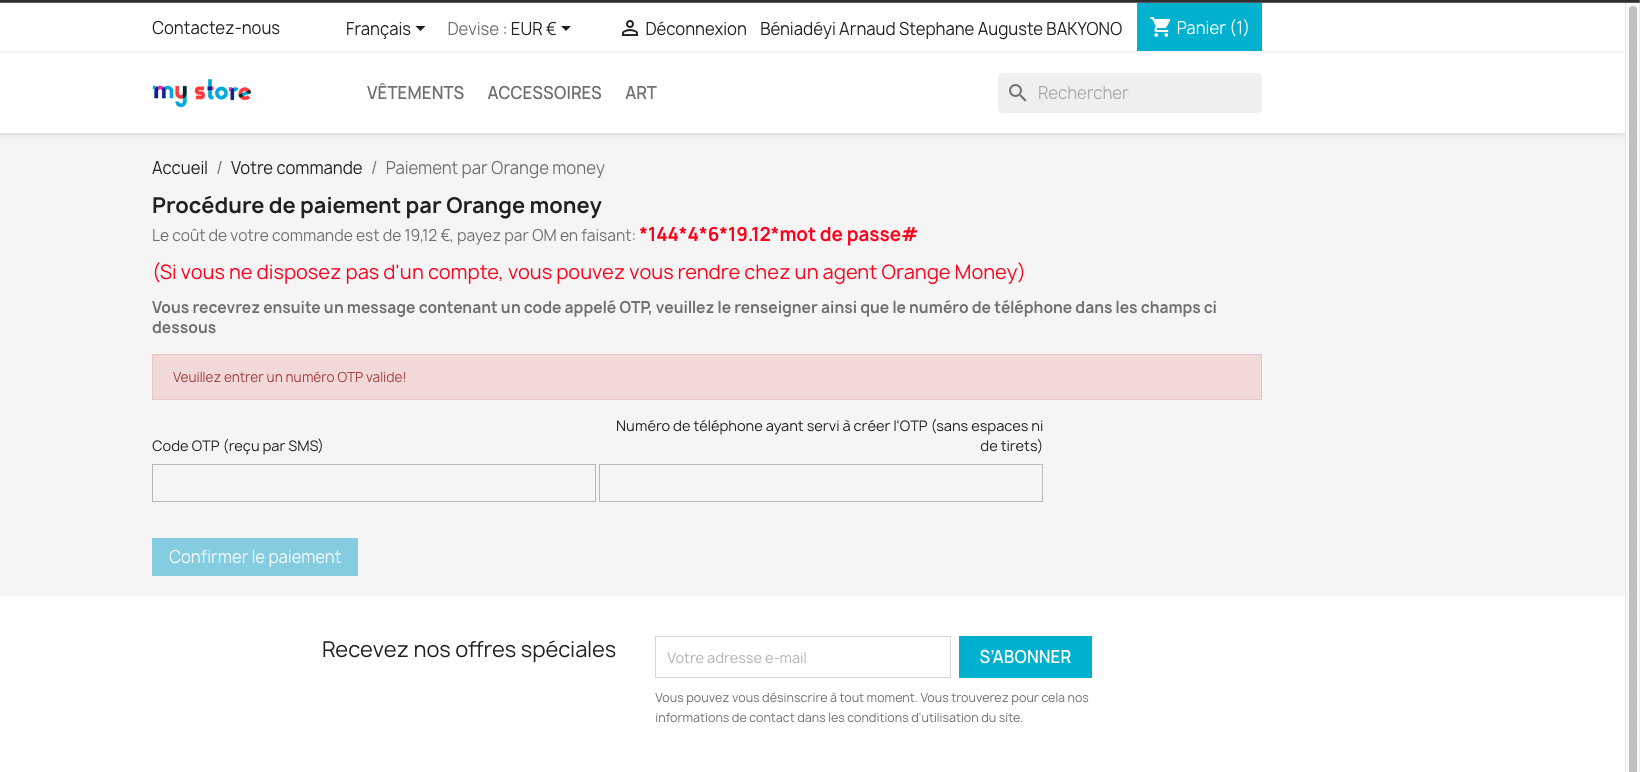 Contactez-nous
Français
Devise : EUR €
Déconnexion
Béniadéyi Arnaud Stephane Auguste BAKYONO
Panier (1)
my store
VÊTEMENTS
ACCESSOIRES
ART
Rechercher
Accueil / Votre commande / Paiement par Orange money
Procédure de paiement par Orange money
Le coût de votre commande est de 19,12 €, payez par OM en faisant: *144*4*6*19.12*mot de passe#
(Si vous ne disposez pas d'un compte, vous pouvez vous rendre chez un agent Orange Money)
Vous recevrez ensuite un message contenant un code appelé OTP, veuillez le renseigner ainsi que le numéro de téléphone dans les champs ci
dessous
Veuillez entrer un numéro OTP valide!
Code OTP (reçu par SMS)
Numéro de téléphone ayant servi à créer l'OTP (sans espaces ni
de tirets)
Confirmer le paiement
Recevez nos offres spéciales
Votre adresse e-mail
S'ABONNER
Vous pouvez vous désinscrire à tout moment. Vous trouverez pour cela nos
informations de contact dans les conditions d'utilisation du site.